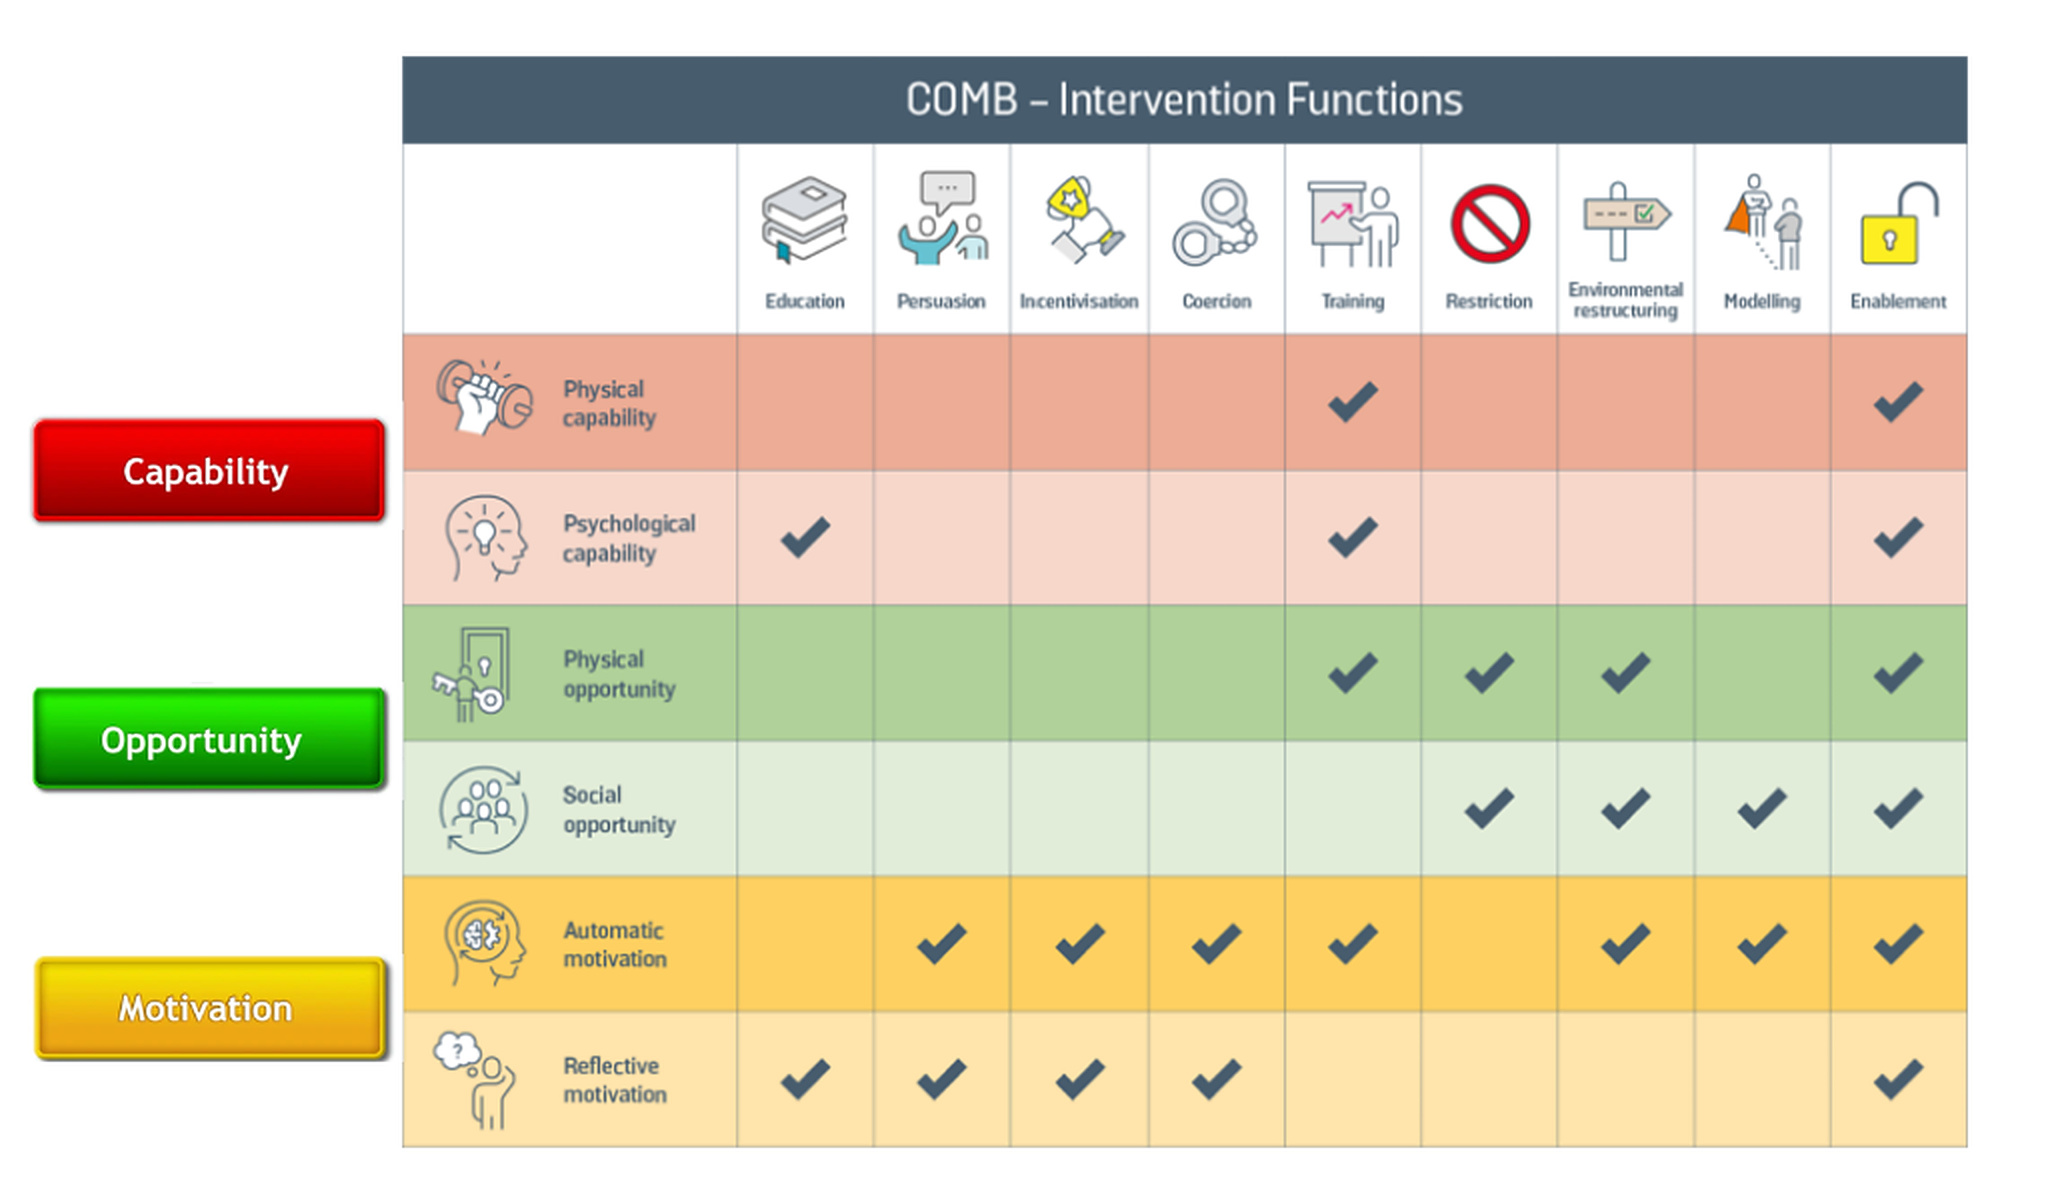 COMB – Intervention Functions
Education
Persuasion
Incentivisation
Coercion
Training
Restriction
Environmental
restructuring
Modelling
Enablement
Capability
Physical
capability
Psychological
capability
Opportunity
Physical
opportunity
Social
opportunity
Motivation
Automatic
motivation
Reflective
motivation